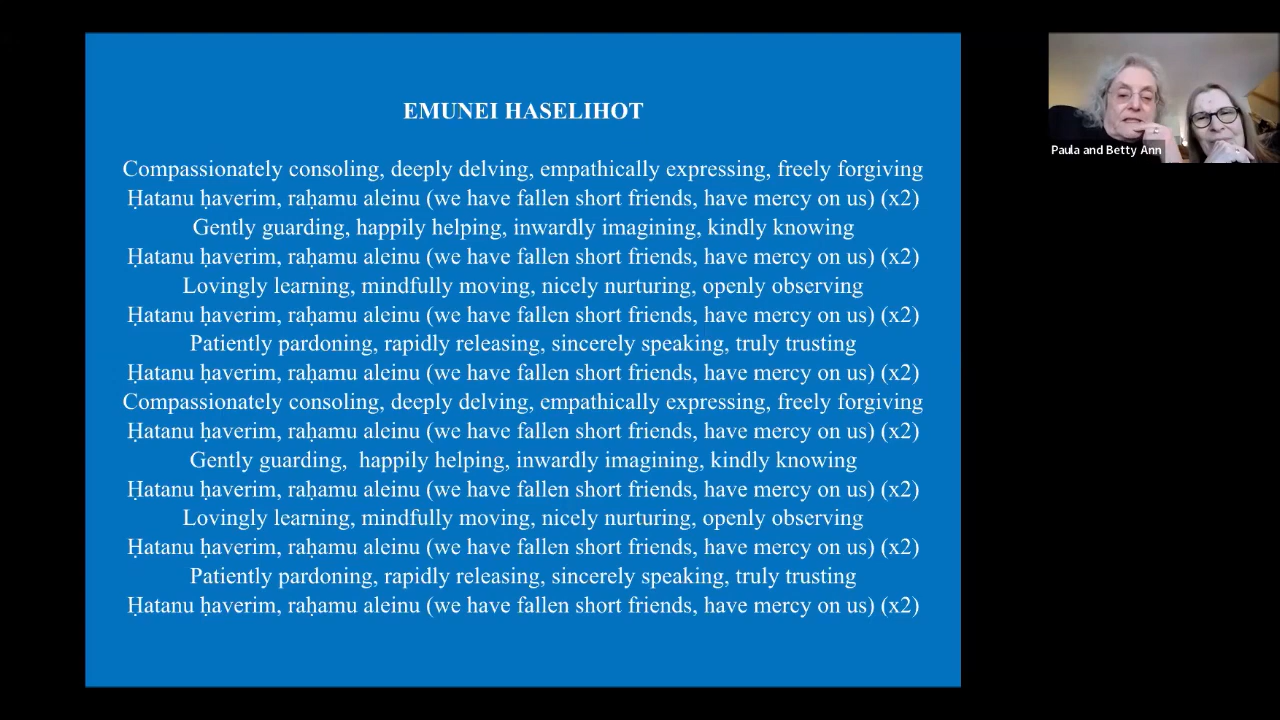 EMUNEI HASELIHOT
Compassionately consoling, deeply delving, empathically expressing, freely forgiving
Ḥatanu ḥaverim, raḥamu aleinu (we have fallen short friends, have mercy on us) (x2)
Gently guarding, happily helping, inwardly imagining, kindly knowing
Ḥatanu ḥaverim, raḥamu aleinu (we have fallen short friends, have mercy on us) (x2)
Lovingly learning, mindfully moving, nicely nurturing, openly observing
Ḥatanu ḥaverim, raḥamu aleinu (we have fallen short friends, have mercy on us) (x2)
Patiently pardoning, rapidly releasing, sincerely speaking, truly trusting
Ḥatanu ḥaverim, raḥamu aleinu (we have fallen short friends, have mercy on us) (x2)
Compassionately consoling, deeply delving, empathically expressing, freely forgiving
Ḥatanu ḥaverim, raḥamu aleinu (we have fallen short friends, have mercy on us) (x2)
Gently guarding,  happily helping, inwardly imagining, kindly knowing
Ḥatanu ḥaverim, raḥamu aleinu (we have fallen short friends, have mercy on us) (x2)
Lovingly learning, mindfully moving, nicely nurturing, openly observing
Ḥatanu ḥaverim, raḥamu aleinu (we have fallen short friends, have mercy on us) (x2)
Patiently pardoning, rapidly releasing, sincerely speaking, truly trusting
Ḥatanu ḥaverim, raḥamu aleinu (we have fallen short friends, have mercy on us) (x2)
Paula and Betty Ann